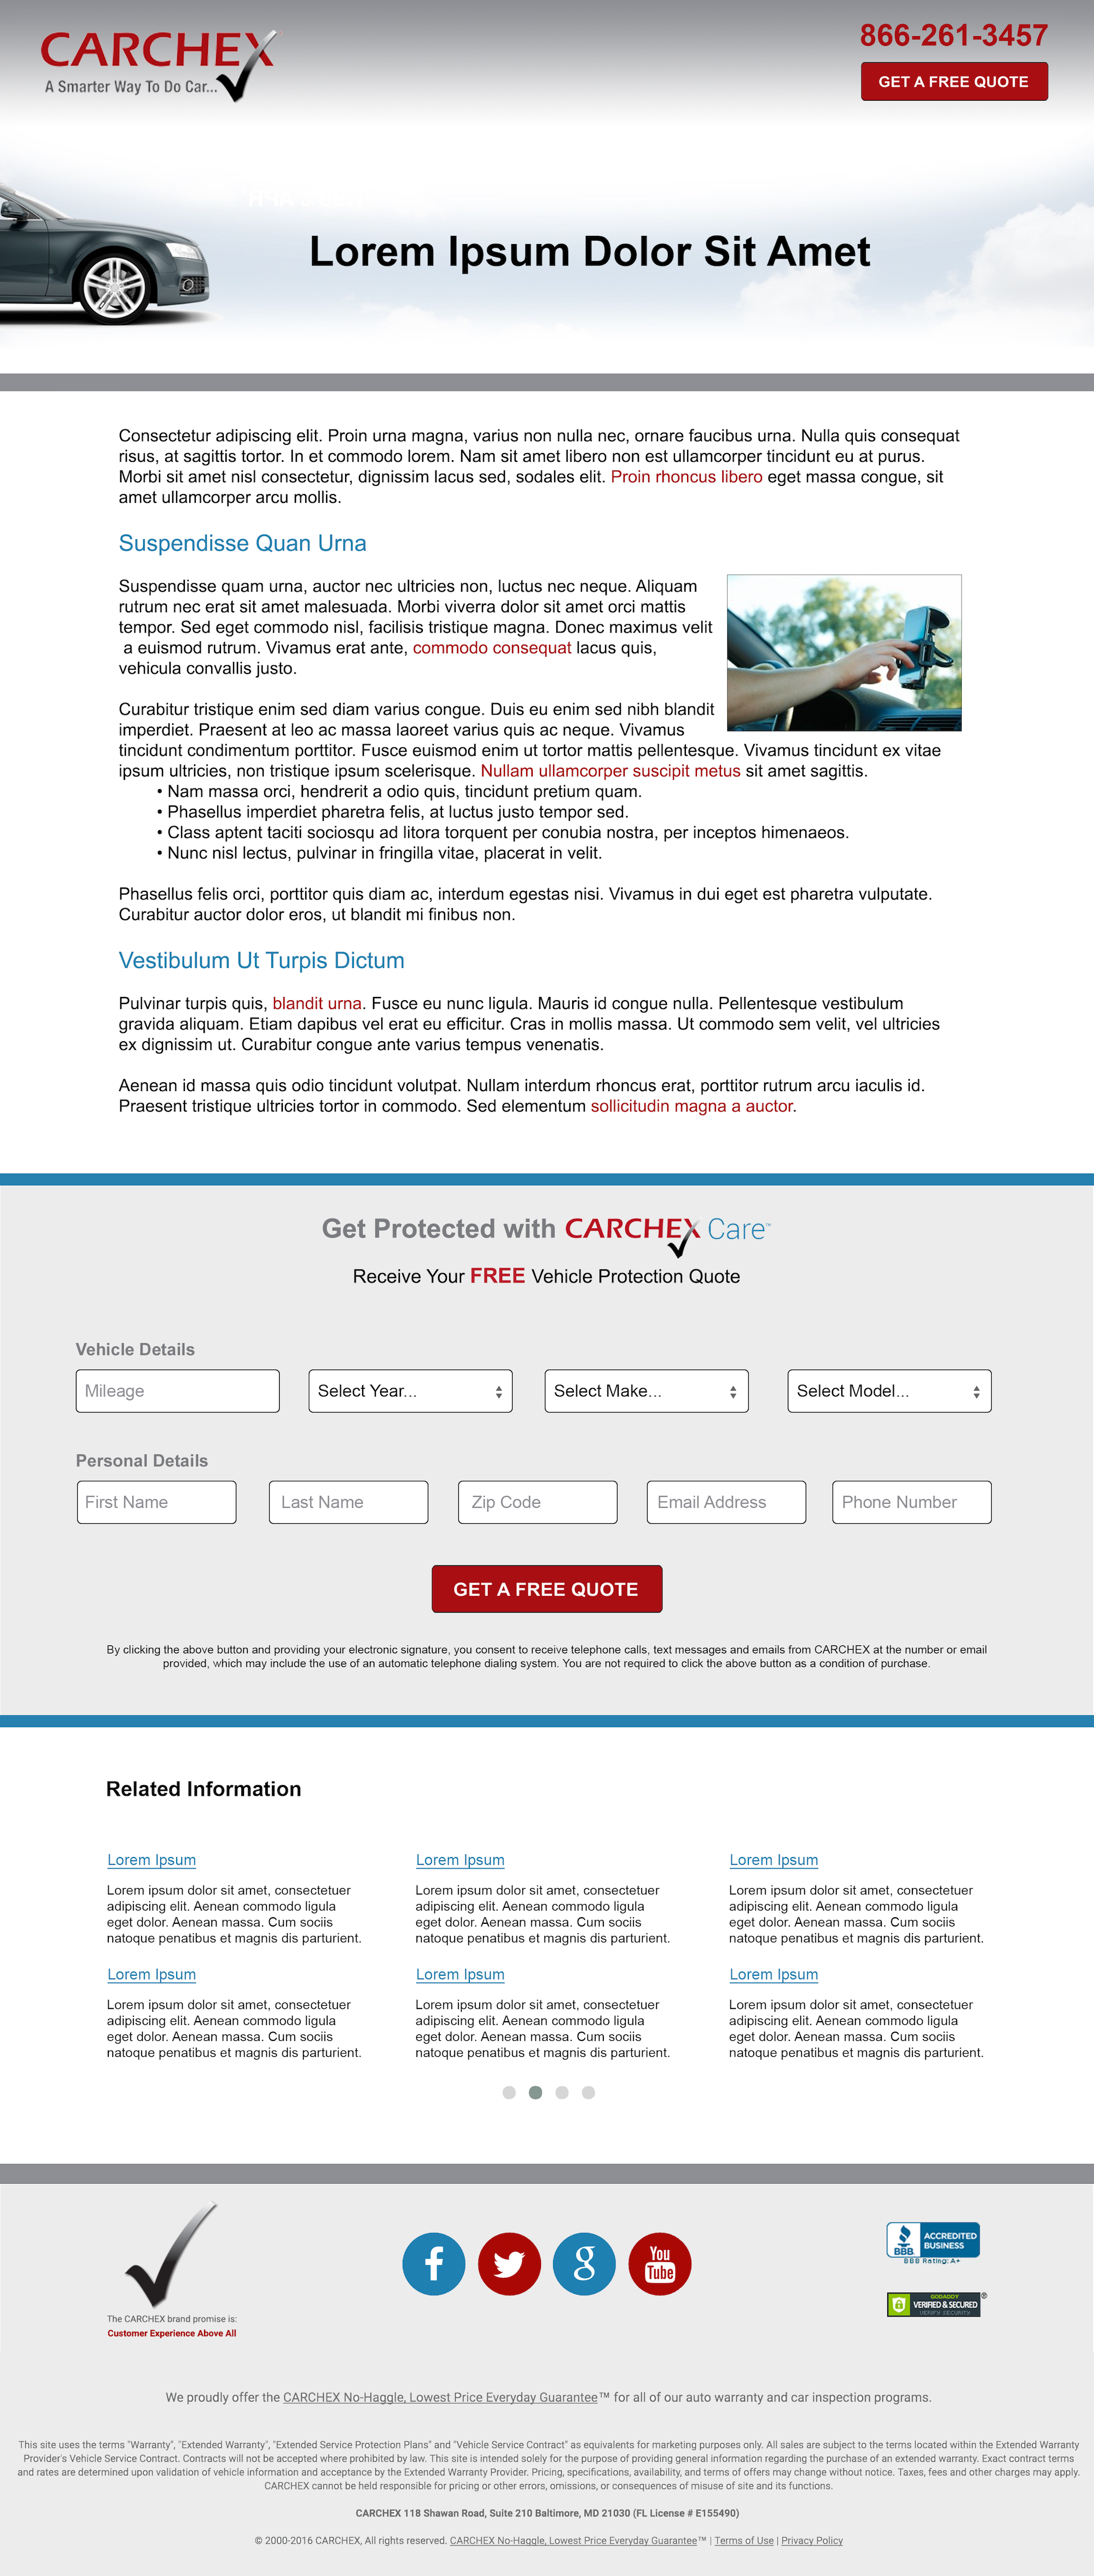 CARCHEX
A Smarter Way To Do Car...
866-261-3457
GET A FREE QUOTE
Lorem Ipsum Dolor Sit Amet
Consectetur adipiscing elit. Proin urna magna, varius non nulla nec, ornare faucibus urna. Nulla quis consequat
risus, at sagittis tortor. In et commodo lorem. Nam sit amet libero non est ullamcorper tincidunt eu at purus.
Morbi sit amet nisl consectetur, dignissim lacus sed, sodales elit. Proin rhoncus libero eget massa congue, sit
amet ullamcorper arcu mollis.
Suspendisse Quan Urna
Suspendisse quam urna, auctor nec ultricies non, luctus nec neque. Aliquam
rutrum nec erat sit amet malesuada. Morbi viverra dolor sit amet orci mattis
tempor. Sed eget commodo nisl, facilisis tristique magna. Donec maximus velit
a euismod rutrum. Vivamus erat ante, commodo consequat lacus quis,
vehicula convallis justo.
Curabitur tristique enim sed diam varius congue. Duis eu enim sed nibh blandit
imperdiet. Praesent at leo ac massa laoreet varius quis ac neque. Vivamus
tincidunt condimentum porttitor. Fusce euismod enim ut tortor mattis pellentesque. Vivamus tincidunt ex vitae
ipsum ultricies, non tristique ipsum scelerisque. Nullam ullamcorper suscipit metus sit amet sagittis.
• Nam massa orci, hendrerit a odio quis, tincidunt pretium quam.
• Phasellus imperdiet pharetra felis, at luctus justo tempor sed.
• Class aptent taciti sociosqu ad litora torquent per conubia nostra, per inceptos himenaeos.
• Nunc nisl lectus, pulvinar in fringilla vitae, placerat in velit.
Phasellus felis orci, porttitor quis diam ac, interdum egestas nisi. Vivamus in dui eget est pharetra vulputate.
Curabitur auctor dolor eros, ut blandit mi finibus non.
Vestibulum Ut Turpis Dictum
Pulvinar turpis quis, blandit urna. Fusce eu nunc ligula. Mauris id congue nulla. Pellentesque vestibulum
gravida aliquam. Etiam dapibus vel erat eu efficitur. Cras in mollis massa. Ut commodo sem velit, vel ultricies
ex dignissim ut. Curabitur congue ante varius tempus venenatis.
Aenean id massa quis odio tincidunt volutpat. Nullam interdum rhoncus erat, porttitor rutrum arcu iaculis id.
Praesent tristique ultricies tortor in commodo. Sed elementum sollicitudin magna a auctor.
Get Protected with CARCHEX Care™
Receive Your FREE Vehicle Protection Quote
Vehicle Details
Mileage Select Year... Select Make... Select Model...
Personal Details
First Name Last Name Zip Code Email Address Phone Number
GET A FREE QUOTE
By clicking the above button and providing your electronic signature, you consent to receive telephone calls, text messages and emails from CARCHEX at the number or email
provided, which may include the use of an automatic telephone dialing system. You are not required to click the above button as a condition of purchase.
Related Information
Lorem Ipsum Lorem Ipsum Lorem Ipsum
Lorem ipsum dolor sit amet, consectetuer Lorem ipsum dolor sit amet, consectetuer Lorem ipsum dolor sit amet, consectetuer
adipiscing elit. Aenean commodo ligula adipiscing elit. Aenean commodo ligula adipiscing elit. Aenean commodo ligula
eget dolor. Aenean massa. Cum sociis eget dolor. Aenean massa. Cum sociis eget dolor. Aenean massa. Cum sociis
natoque penatibus et magnis dis parturient. natoque penatibus et magnis dis parturient. natoque penatibus et magnis dis parturient.
Lorem Ipsum Lorem Ipsum Lorem Ipsum
Lorem ipsum dolor sit amet, consectetuer Lorem ipsum dolor sit amet, consectetuer Lorem ipsum dolor sit amet, consectetuer
adipiscing elit. Aenean commodo ligula adipiscing elit. Aenean commodo ligula adipiscing elit. Aenean commodo ligula
eget dolor. Aenean massa. Cum sociis eget dolor. Aenean massa. Cum sociis eget dolor. Aenean massa. Cum sociis
natoque penatibus et magnis dis parturient. natoque penatibus et magnis dis parturient. natoque penatibus et magnis dis parturient.
The CARCHEX brand promise is:
Customer Experience Above All
f
g
You
Tube
BBB
ACCREDITED
BUSINESS
BBB Rating: A+
GODADDY
VERIFIED & SECURED
VERIFY SECURITY
®
We proudly offer the CARCHEX No-Haggle, Lowest Price Everyday Guarantee™ for all of our auto warranty and car inspection programs.
This site uses the terms "Warranty", "Extended Warranty", "Extended Service Protection Plans" and "Vehicle Service Contract" as equivalents for marketing purposes only. All sales are subject to the terms located within the Extended Warranty
Provider's Vehicle Service Contract. Contracts will not be accepted where prohibited by law. This site is intended solely for the purpose of providing general information regarding the purchase of an extended warranty. Exact contract terms
and rates are determined upon validation of vehicle information and acceptance by the Extended Warranty Provider. Pricing, specifications, availability, and terms of offers may change without notice. Taxes, fees and other charges may apply.
CARCHEX cannot be held responsible for pricing or other errors, omissions, or consequences of misuse of site and its functions.
CARCHEX 118 Shawan Road, Suite 210 Baltimore, MD 21030 (FL License # E155490)
© 2000-2016 CARCHEX, All rights reserved. CARCHEX No-Haggle, Lowest Price Everyday Guarantee™ | Terms of Use | Privacy Policy